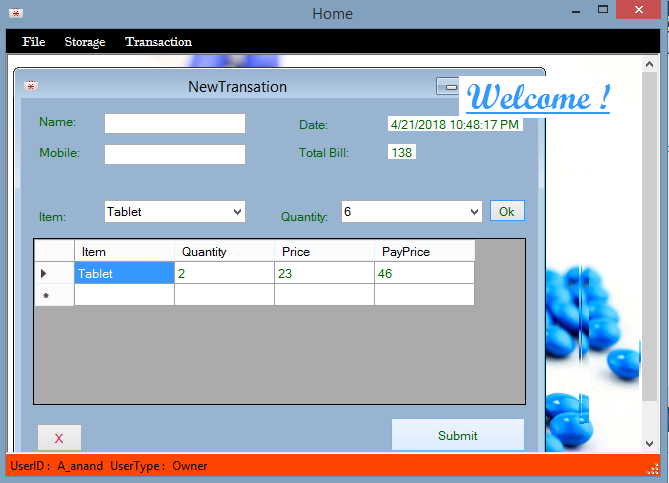 Home
File Storage Transaction
NewTransation
Welcome !
Name:
Date: 4/21/2018 10:48:17 PM
Mobile:
Total Bill: 138
Item: Tablet Quantity: 6 Ok
Item Quantity Price PayPrice
Tablet 2 23 46
*
X Submit
UserID : A_anand UserType : Owner